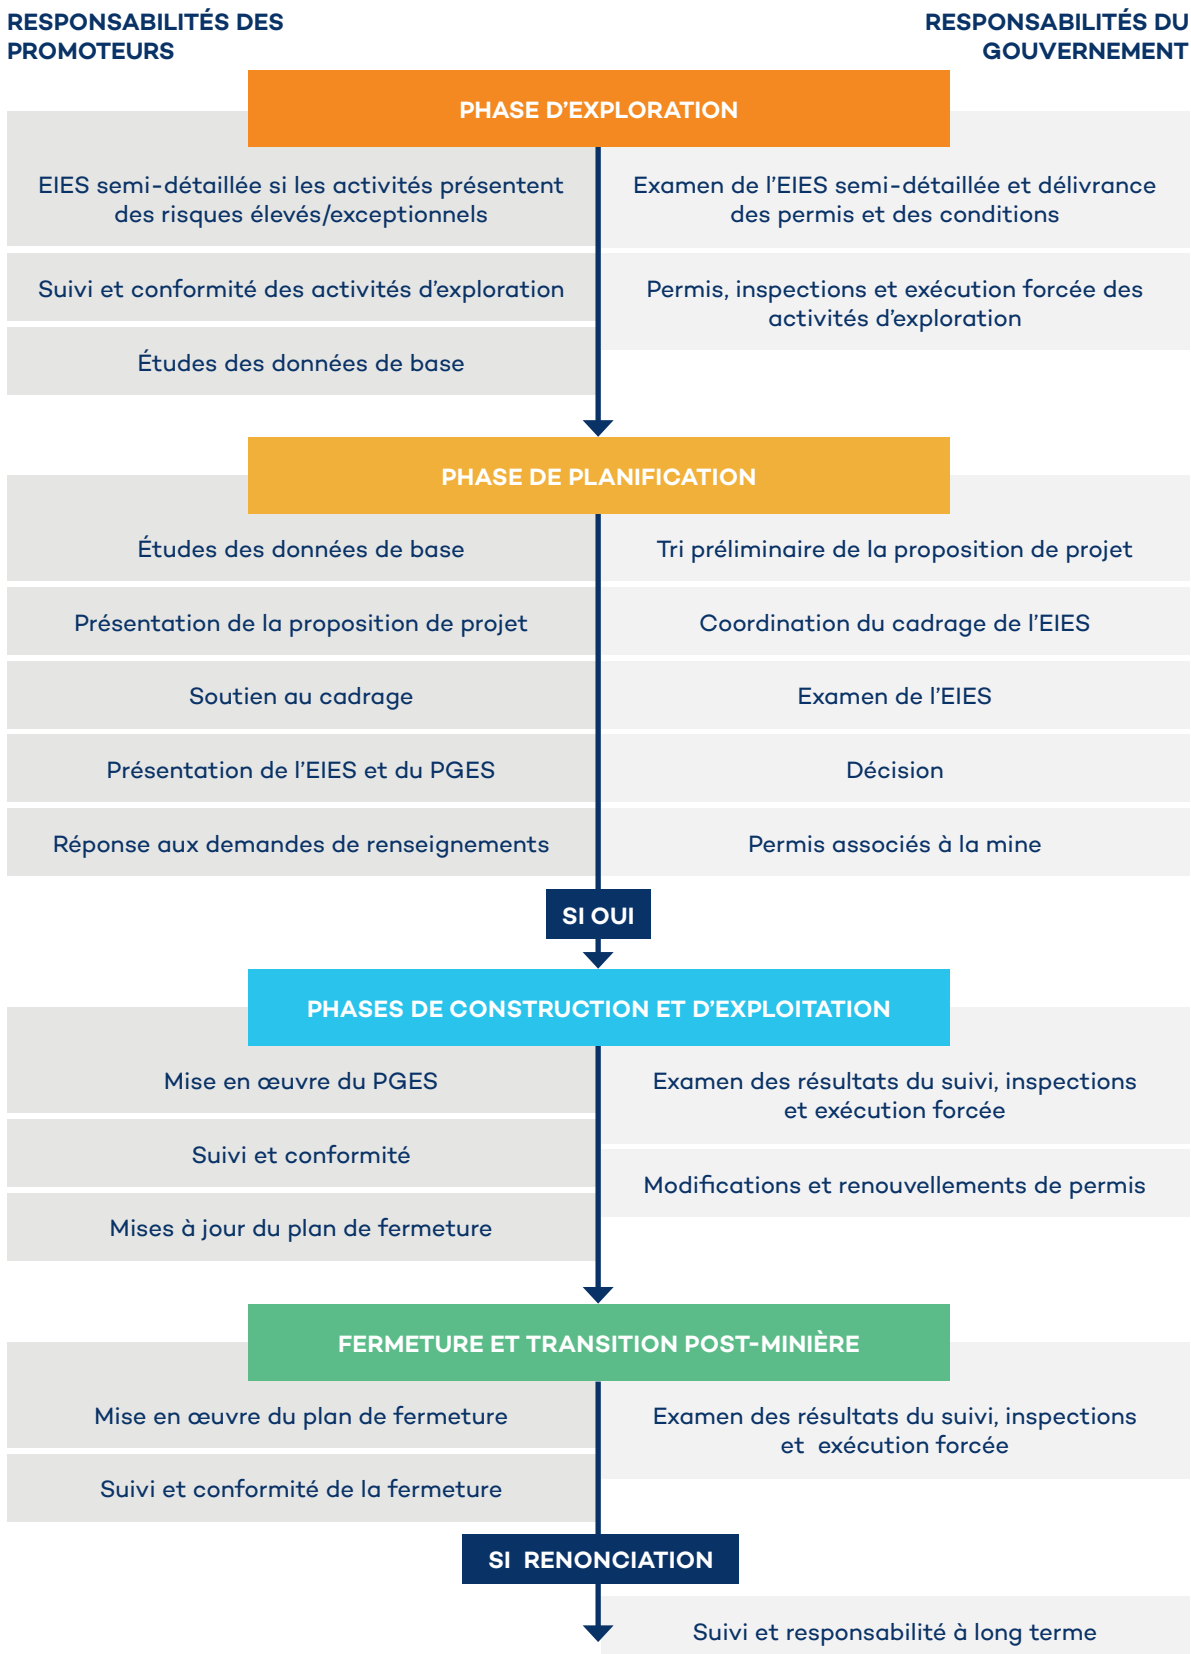 RESPONSABILITÉS DES
PROMOTEURS
RESPONSABILITÉS DU
GOUVERNEMENT
PHASE D’EXPLORATION
EIES semi-détaillée si les activités présentent
des risques élevés/exceptionnels
Suivi et conformité des activités d’exploration
Études des données de base
Examen de l’EIES semi-détaillée et délivrance
des permis et des conditions
Permis, inspections et exécution forcée des
activités d’exploration
PHASE DE PLANIFICATION
Études des données de base
Présentation de la proposition de projet
Soutien au cadrage
Présentation de l’EIES et du PGES
Réponse aux demandes de renseignements
Tri préliminaire de la proposition de projet
Coordination du cadrage de l’EIES
Examen de l’EIES
Décision
Permis associés à la mine
SI OUI
PHASES DE CONSTRUCTION ET D’EXPLOITATION
Mise en œuvre du PGES
Suivi et conformité
Mises à jour du plan de fermeture
Examen des résultats du suivi, inspections
et exécution forcée
Modifications et renouvellements de permis
FERMETURE ET TRANSITION POST-MINIÈRE
Mise en œuvre du plan de fermeture
Suivi et conformité de la fermeture
Examen des résultats du suivi, inspections
et exécution forcée
SI RENONCIATION
Suivi et responsabilité à long terme